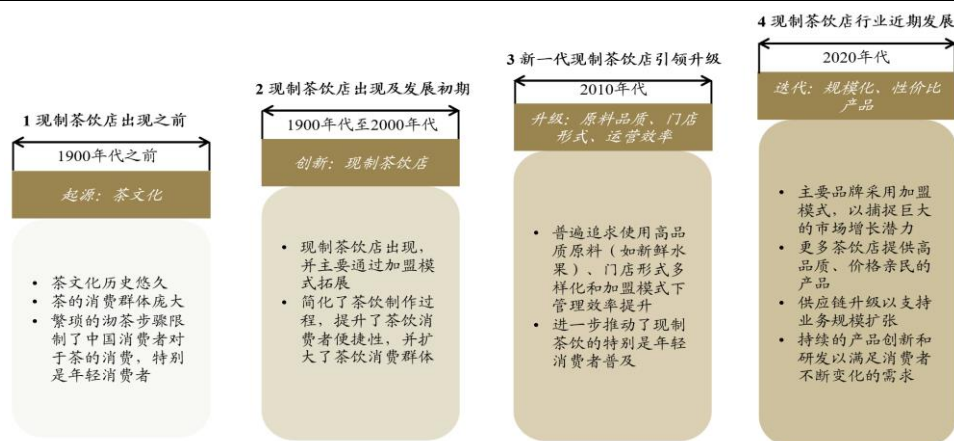 1 现制茶饮店出现之前
1900年代之前
起源：茶文化
• 茶文化历史悠久
• 茶的消费群体庞大
• 繁琐的沏茶步骤限
制了中国消费者对
于茶的消费，特别
是年轻消费者
2 现制茶饮店出现及发展初期
1900年代至2000年代
创新：现制茶饮店
• 现制茶饮店出现，
并主要通过加盟模
式拓展
• 简化了茶饮制作过
程，提升了茶饮消
费者便捷性，并扩
大了茶饮消费群体
3 新一代现制茶饮店引领升级
2010年代
升级：原料品质、门店
形式、运营效率
• 普遍追求使用高品
质原料（如新鲜水
果）、门店形式多
样化和加盟模式下
管理效率提升
• 进一步推动了现制
茶饮的特别是年轻
消费者普及
4 现制茶饮店行业近期发展
2020年代
迭代：规模化、性价比
产品
• 主要品牌采用加盟
模式，以捕捉巨大
的市场增长潜力
• 更多茶饮店提供高
品质、价格亲民的
产品
• 供应链升级以支持
业务规模扩张
• 持续的产品创新和
研发以满足消费者
不断变化的需求